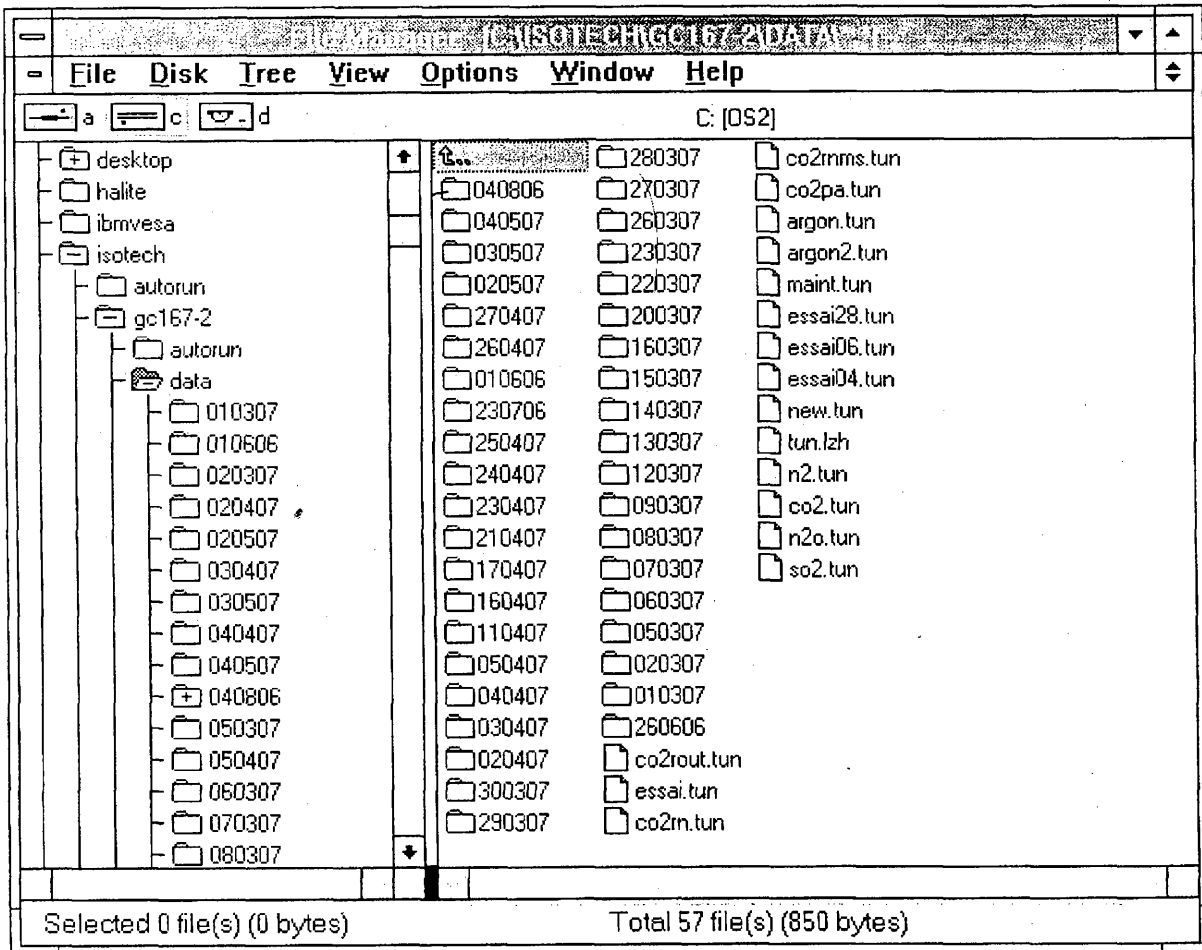 File Manager - [C:\ISOTECH\GC167-2\DATA\*.*]
File Disk Tree View Options Window Help
a c d C: [OS2]
desktop
halite
ibmvesa
isotech
autorun
gc167-2
autorun
data
010307
010606
020307
020407
020507
030407
030507
040407
040507
040806
050307
050407
060307
070307
080307
..
040806
040507
030507
020507
270407
260407
010606
230706
250407
240407
230407
210407
170407
160407
110407
050407
040407
030407
020407
300307
290307
280307
270307
260307
230307
220307
200307
160307
150307
140307
130307
120307
090307
080307
070307
060307
050307
020307
010307
260606
co2rout.tun
essai.tun
co2rn.tun
co2rnms.tun
co2pa.tun
argon.tun
argon2.tun
maint.tun
essai28.tun
essai06.tun
essai04.tun
new.tun
tun.lzh
n2.tun
co2.tun
n2o.tun
so2.tun
Selected 0 file(s) (0 bytes) Total 57 file(s) (850 bytes)